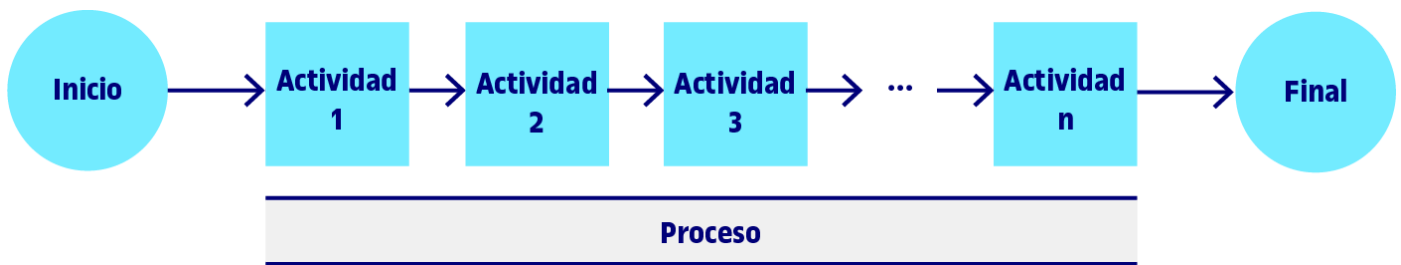 Inicio
Actividad
1
Actividad
2
Actividad
3
...
Actividad
n
Final
Proceso